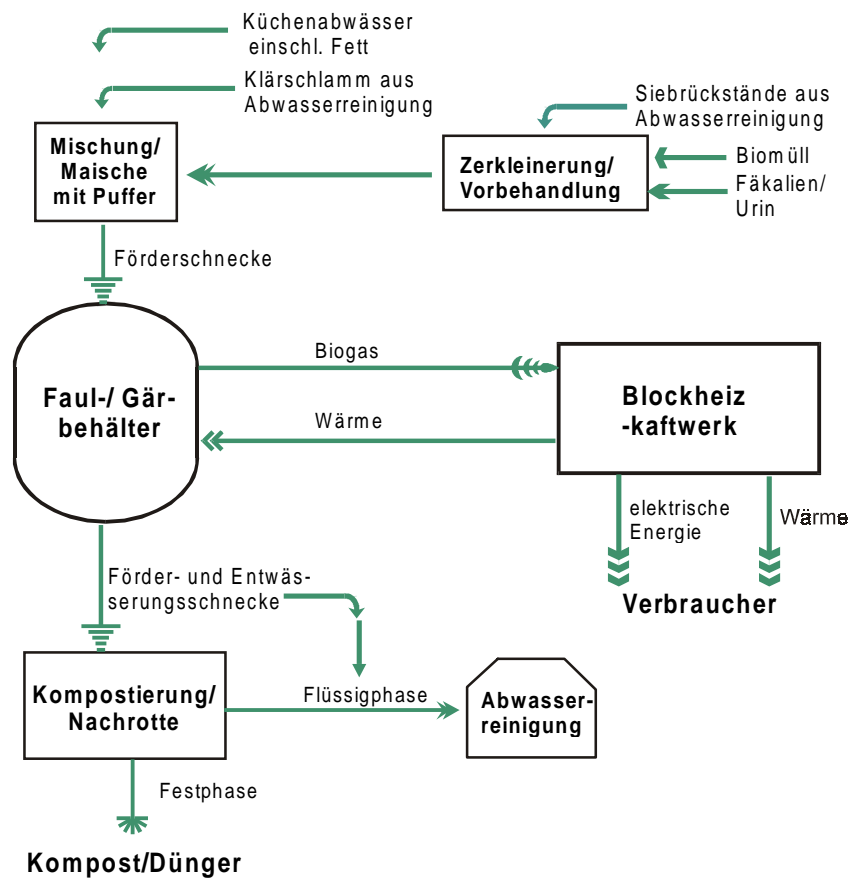 Küchenabwässer
einschl. Fett
Klärschlamm aus
Abwasserreinigung
Siebrückstände aus
Abwasserreinigung
Mischung/
Maische
mit Puffer
Zerkleinerung/
Vorbehandlung
Biomüll
Fäkalien/
Urin
Förderschnecke
Biogas
Faul-/ Gär-
behälter
Blockheiz
-kaftwerk
Wärme
elektrische
Energie
Wärme
Verbraucher
Förder- und Entwäs-
serungsschnecke
Kompostierung/
Nachrotte
Flüssigphase
Abwasser-
reinigung
Festphase
Kompost/Dünger